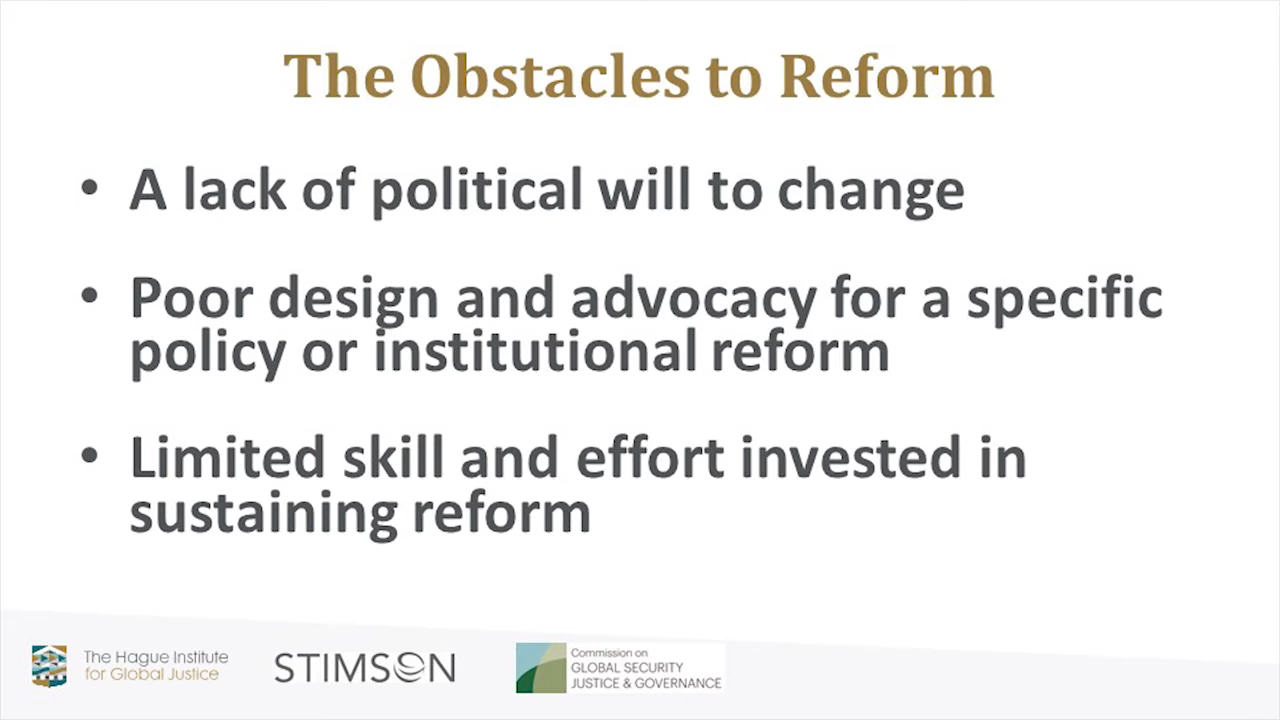 The Obstacles to Reform
• A lack of political will to change
• Poor design and advocacy for a specific
policy or institutional reform
• Limited skill and effort invested in
sustaining reform
The Hague Institute
for Global Justice
STIMSON
Commission on
GLOBAL SECURITY
JUSTICE & GOVERNANCE